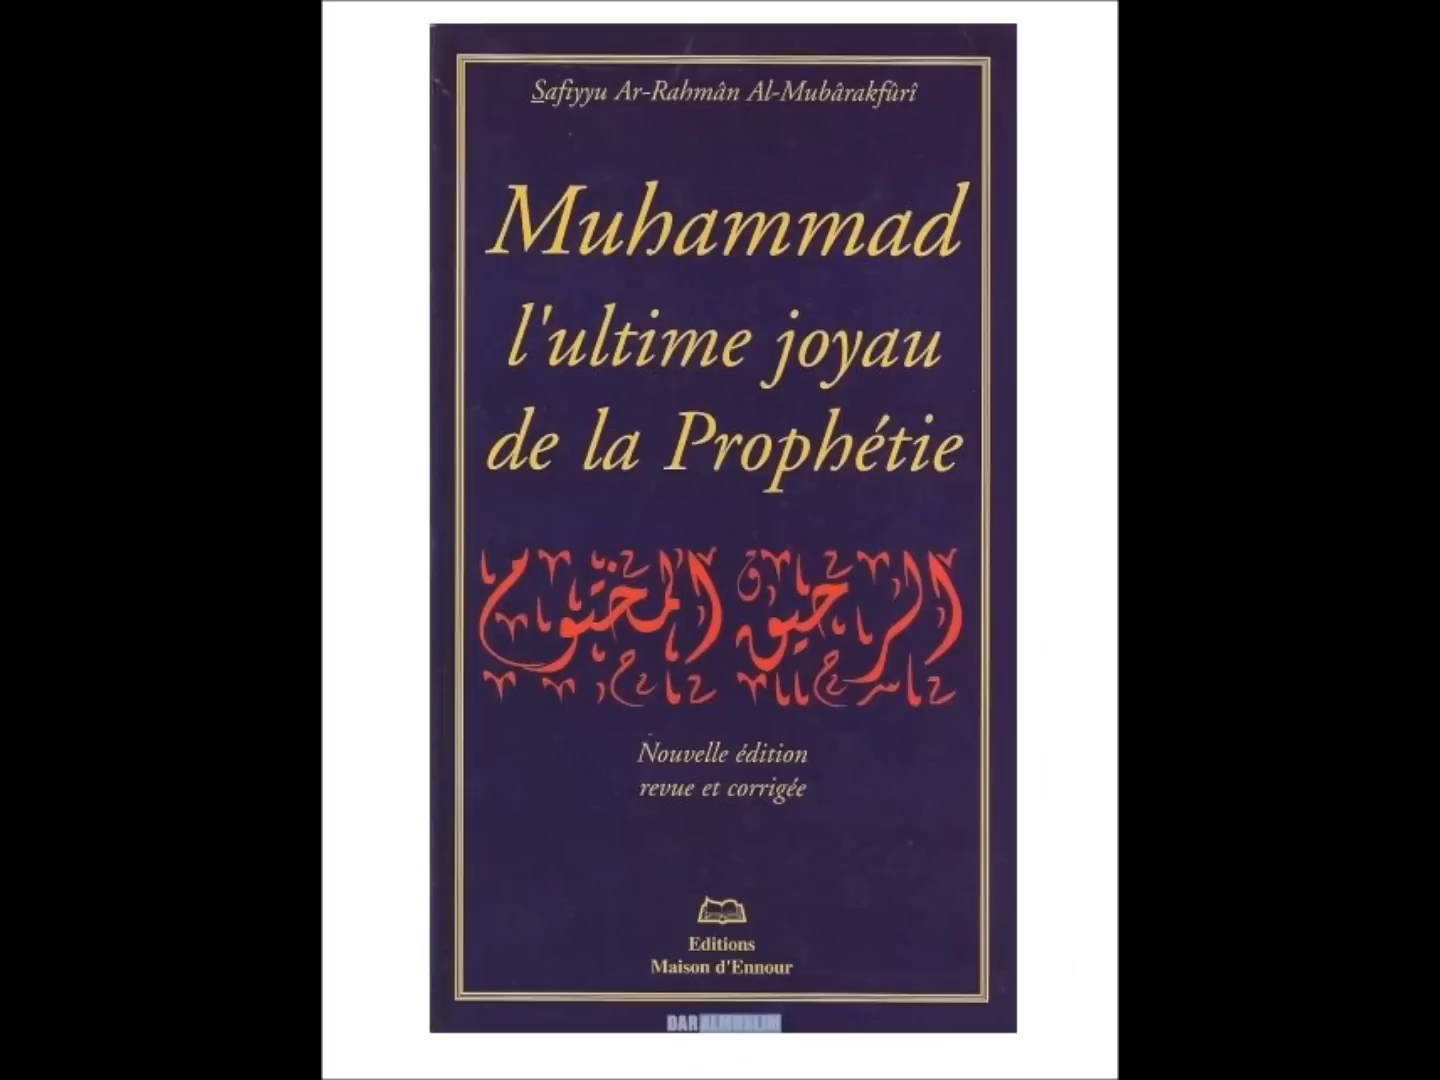 Safiyyu Ar-Rahmân Al-Mubârakfûrî
Muhammad
l'ultime joyau
de la Prophétie
الرحيق المختوم
Nouvelle édition
revue et corrigée
Editions
Maison d'Ennour
DAR ALMUSLIM